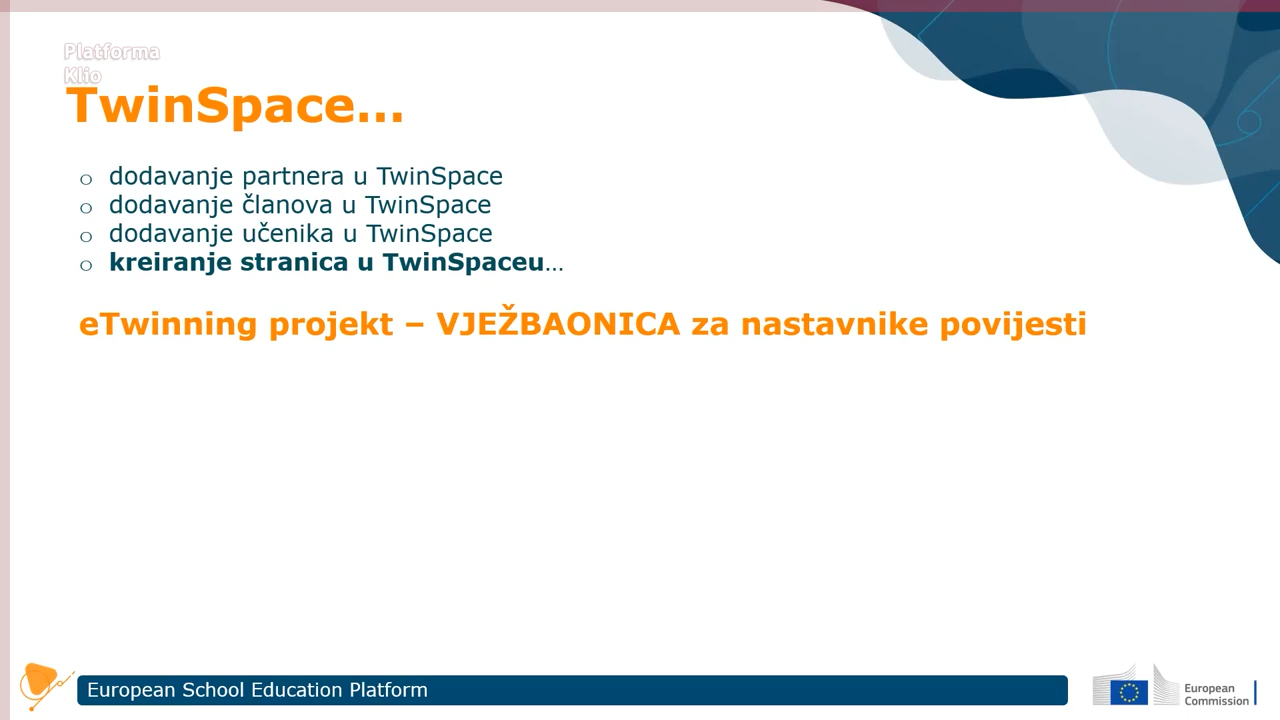 Platforma
Klio
TwinSpace...
o dodavanje partnera u TwinSpace
o dodavanje članova u TwinSpace
o dodavanje učenika u TwinSpace
o kreiranje stranica u TwinSpaceu...
eTwinning projekt – VJEŽBAONICA za nastavnike povijesti
European School Education Platform
European
Commission